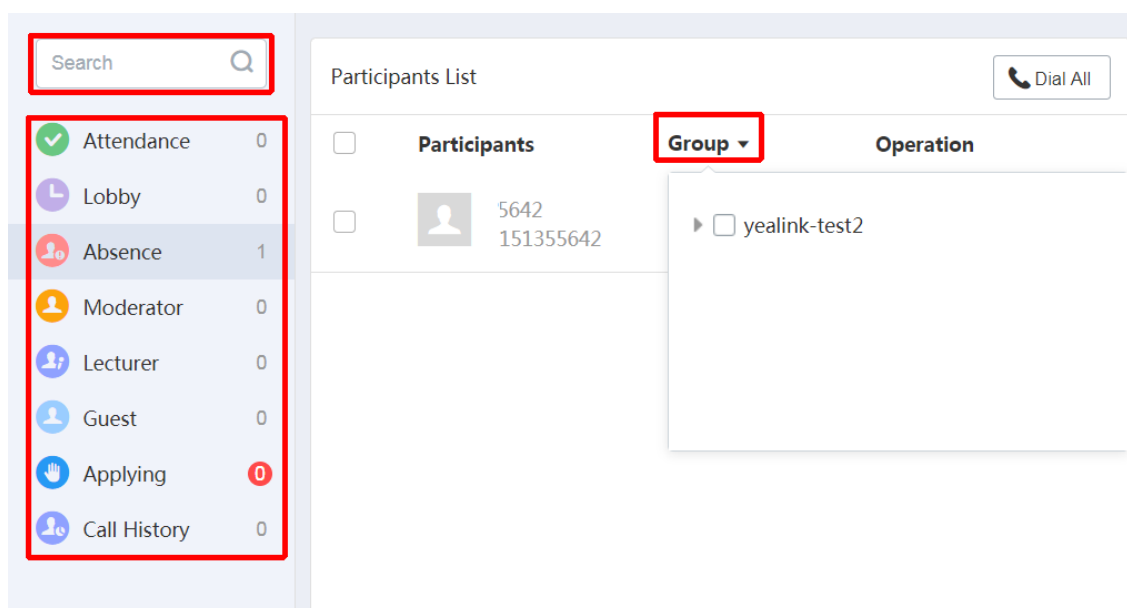 Search
Attendance 0
Lobby 0
Absence 1
Moderator 0
Lecturer 0
Guest 0
Applying 0
Call History 0
Participants List
Dial All
Participants Group Operation
5642
151355642
yealink-test2